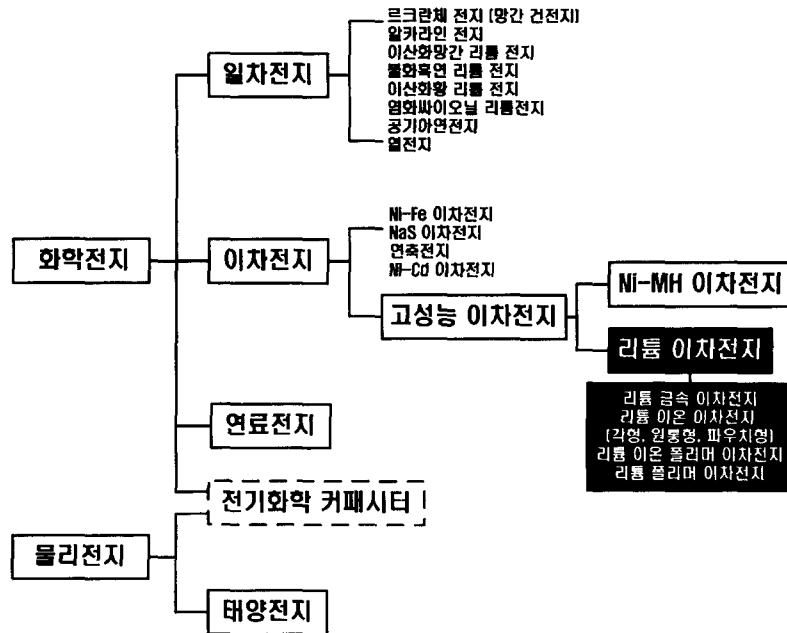 르크란체 전지 (망간 건전지)
알카라인 전지
이산화망간 리튬 전지
불화흑연 리튬 전지
이산화황 리튬 전지
염화싸이오닐 리튬전지
공기아연전지
열전지
일차전지
Ni-Fe 이차전지
NaS 이차전지
연축전지
Ni-Cd 이차전지
화학전지
이차전지
고성능 이차전지
Ni-MH 이차전지
리튬 이차전지
리튬 금속 이차전지
리튬 이온 이차전지
(각형, 원통형, 파우치형)
리튬 이온 폴리머 이차전지
리튬 폴리머 이차전지
연료전지
전기화학 커패시터
물리전지
태양전지